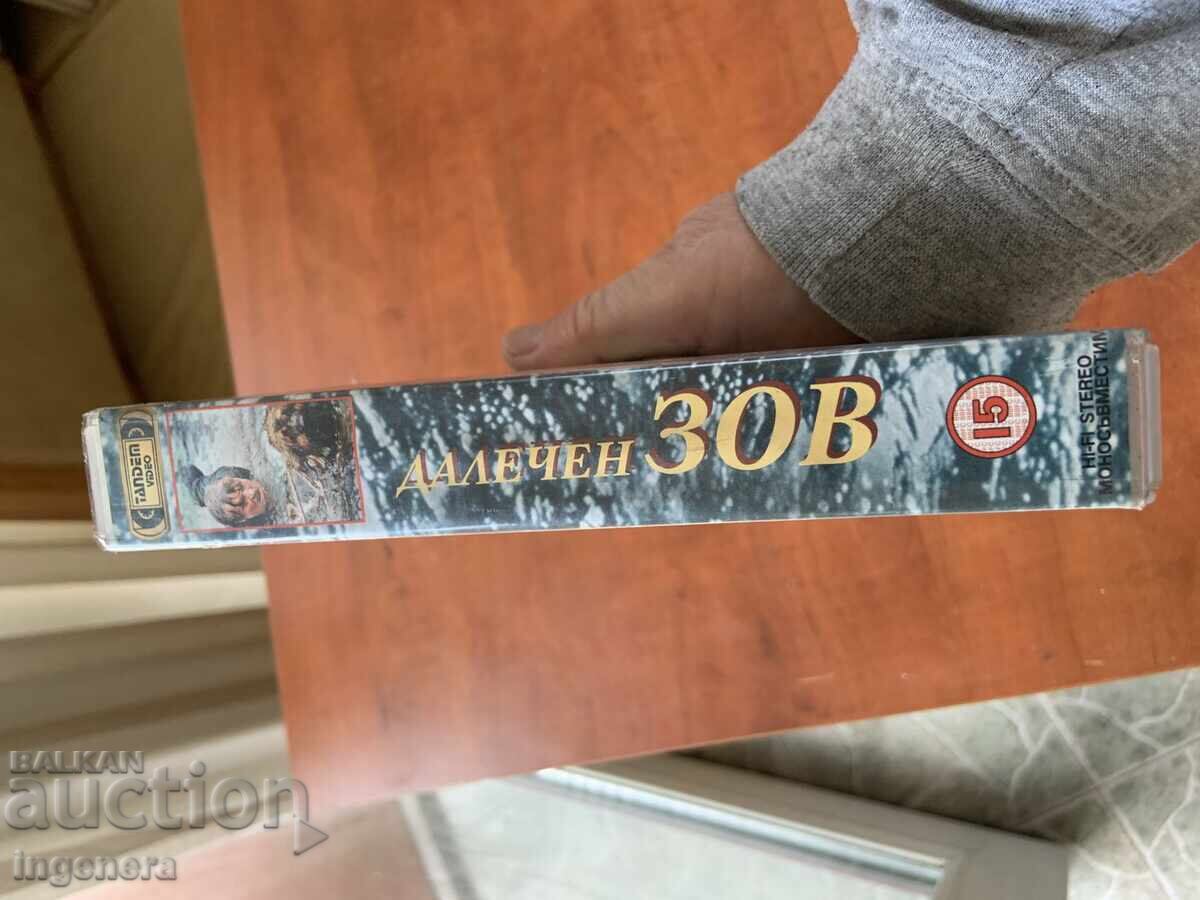 TANDEM
VIDEO
ДАЛЕЧЕН ЗОВ
15
HI-FI STEREO
МОНОСЪВМЕСТИМ
BALKAN
auction
ingenera